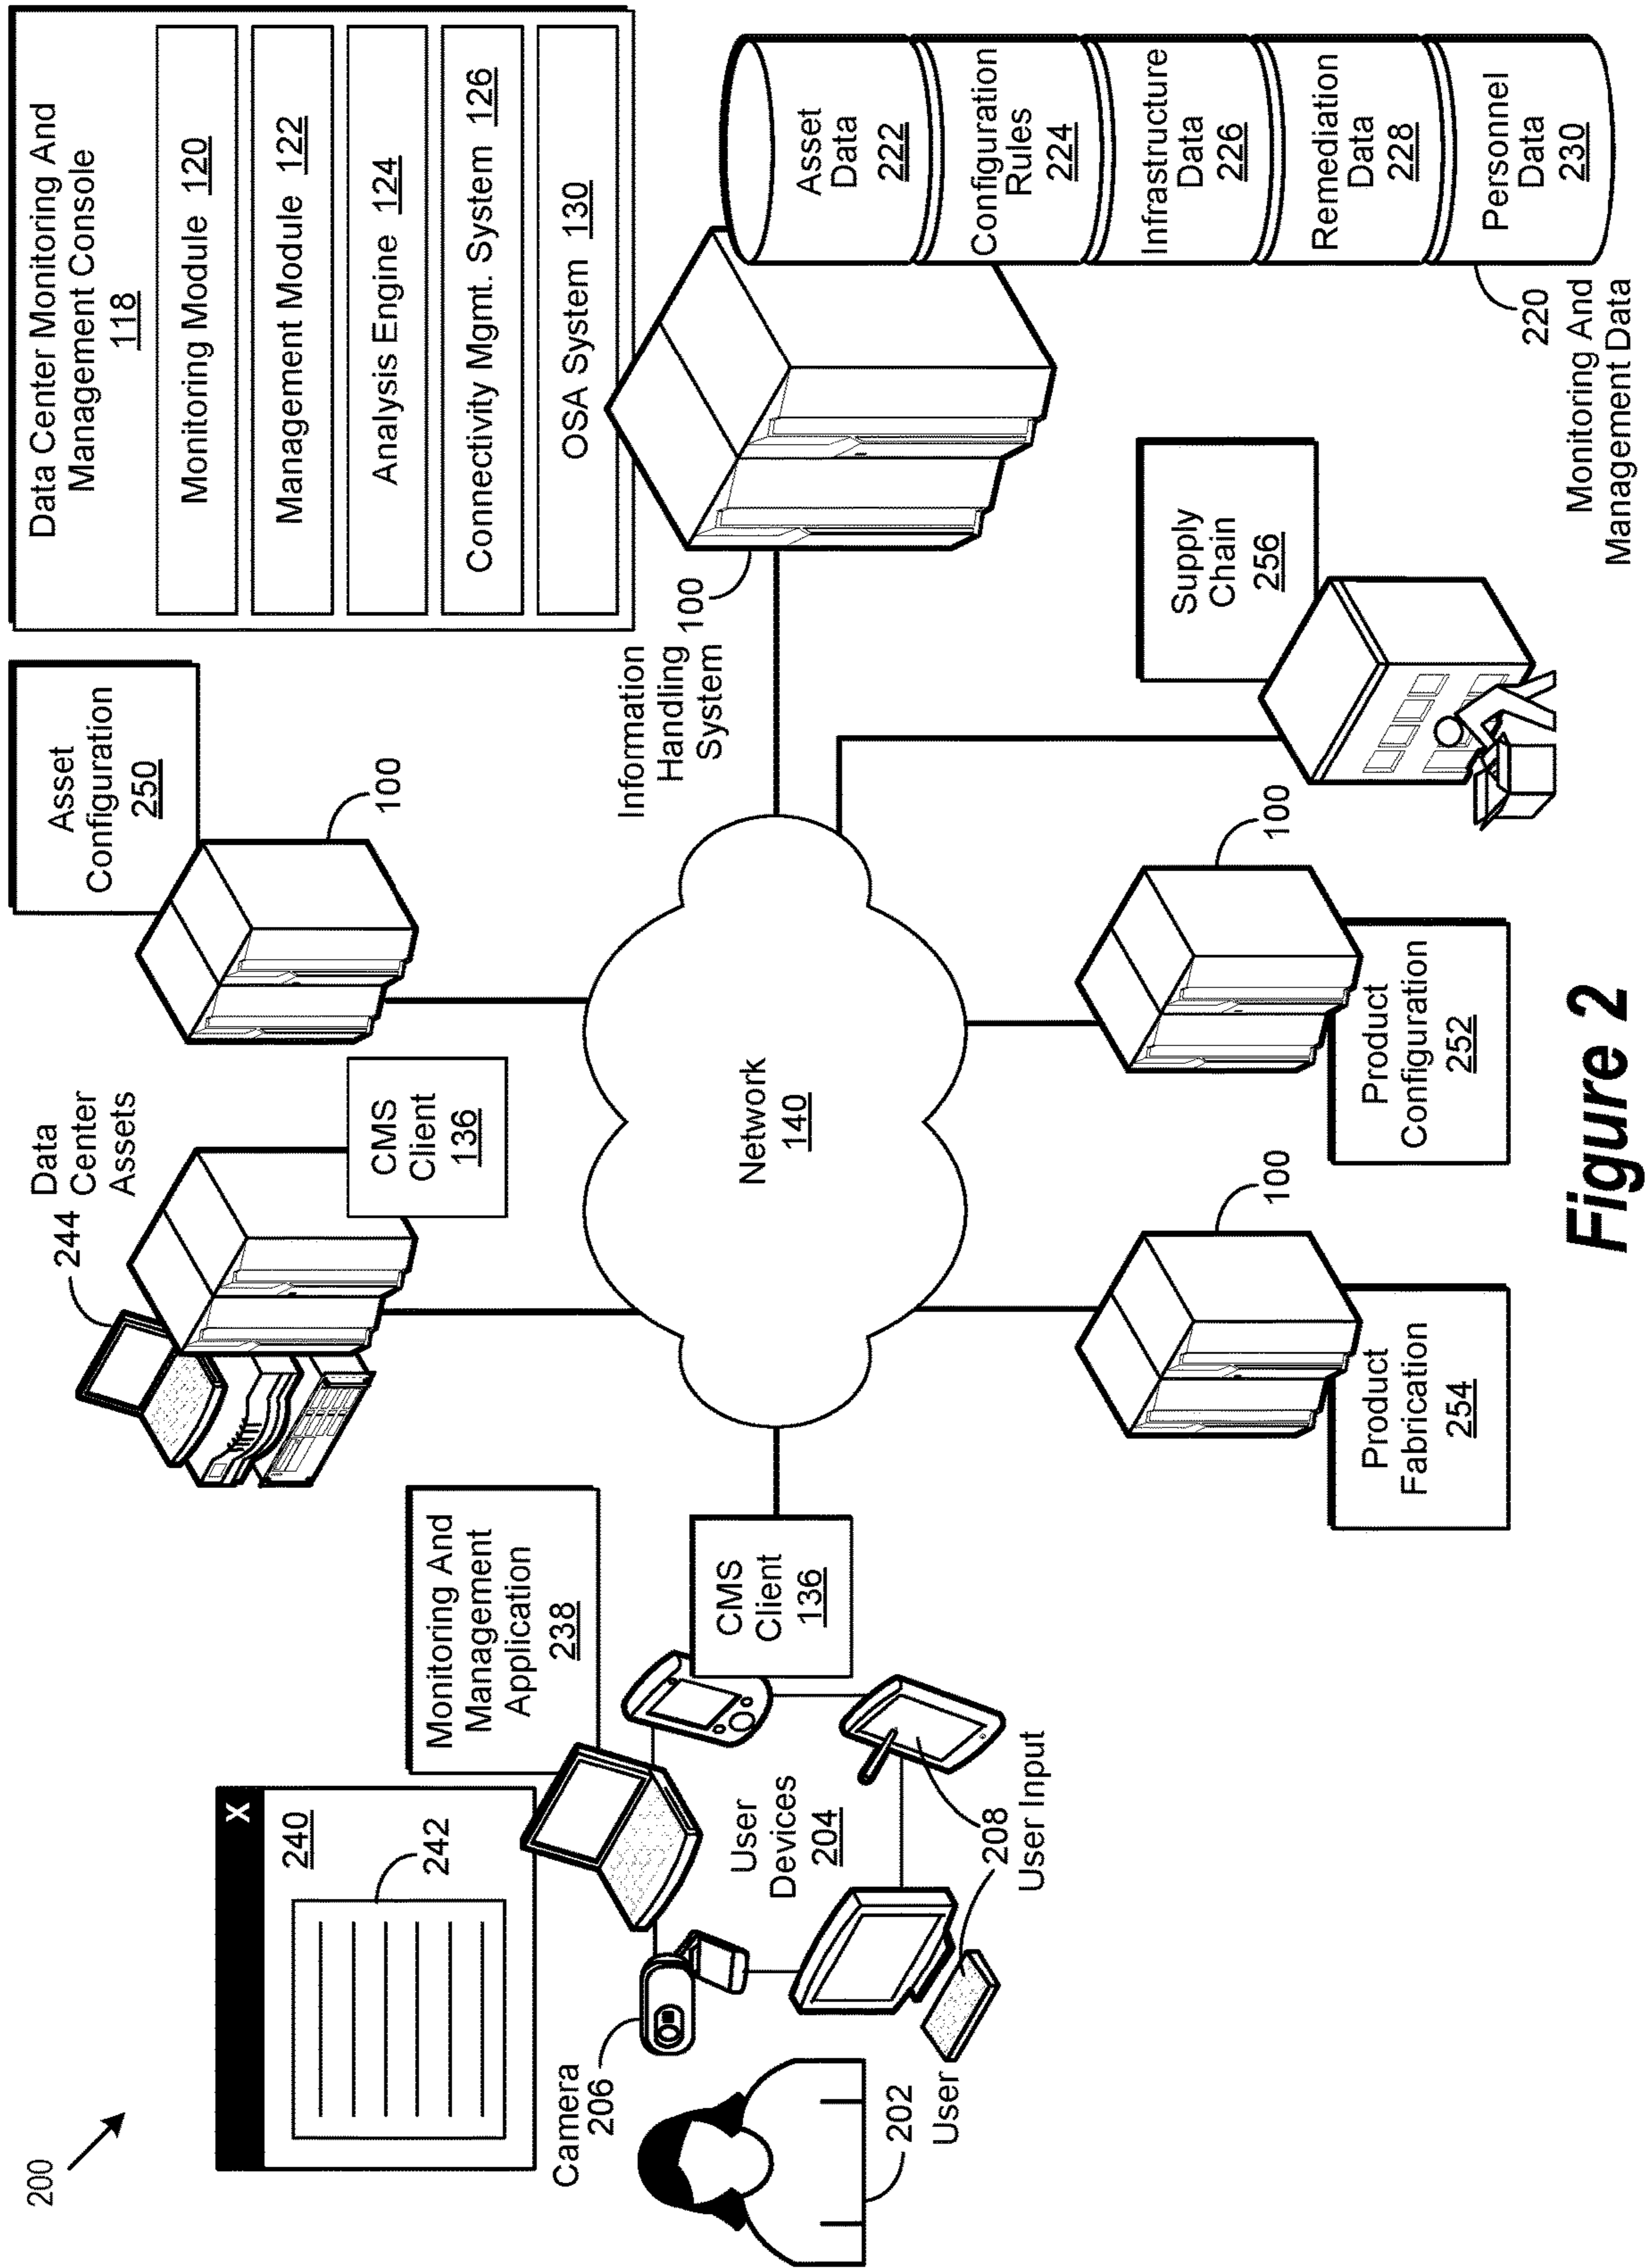 200
X
240
242
Monitoring And
Management
Application
238
Camera
206
202
User
User
Devices
204
208
User Input
CMS
Client
136
244
Data
Center
Assets
CMS
Client
136
Asset
Configuration
250
100
Network
140
Data Center Monitoring And
Management Console
118
Monitoring Module 120
Management Module 122
Analysis Engine 124
Connectivity Mgmt. System 126
OSA System 130
Information
Handling
System
100
Asset
Data
222
Configuration
Rules
224
Infrastructure
Data
226
Remediation
Data
228
Personnel
Data
230
220
Monitoring And
Management Data
Product
Fabrication
254
100
Product
Configuration
252
100
Supply
Chain
256
Figure 2